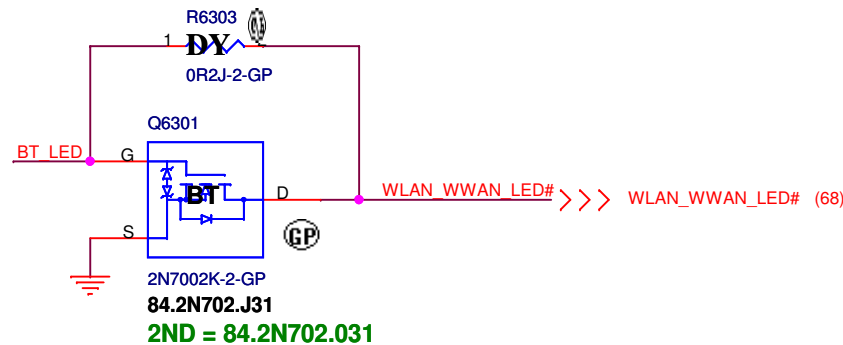 R6303
1 DY
0R2J-2-GP
Q6301
BT_LED
G
BT
D
WLAN_WWAN_LED#
WLAN_WWAN_LED# (68)
S
GP
2N7002K-2-GP
84.2N702.J31
2ND = 84.2N702.031